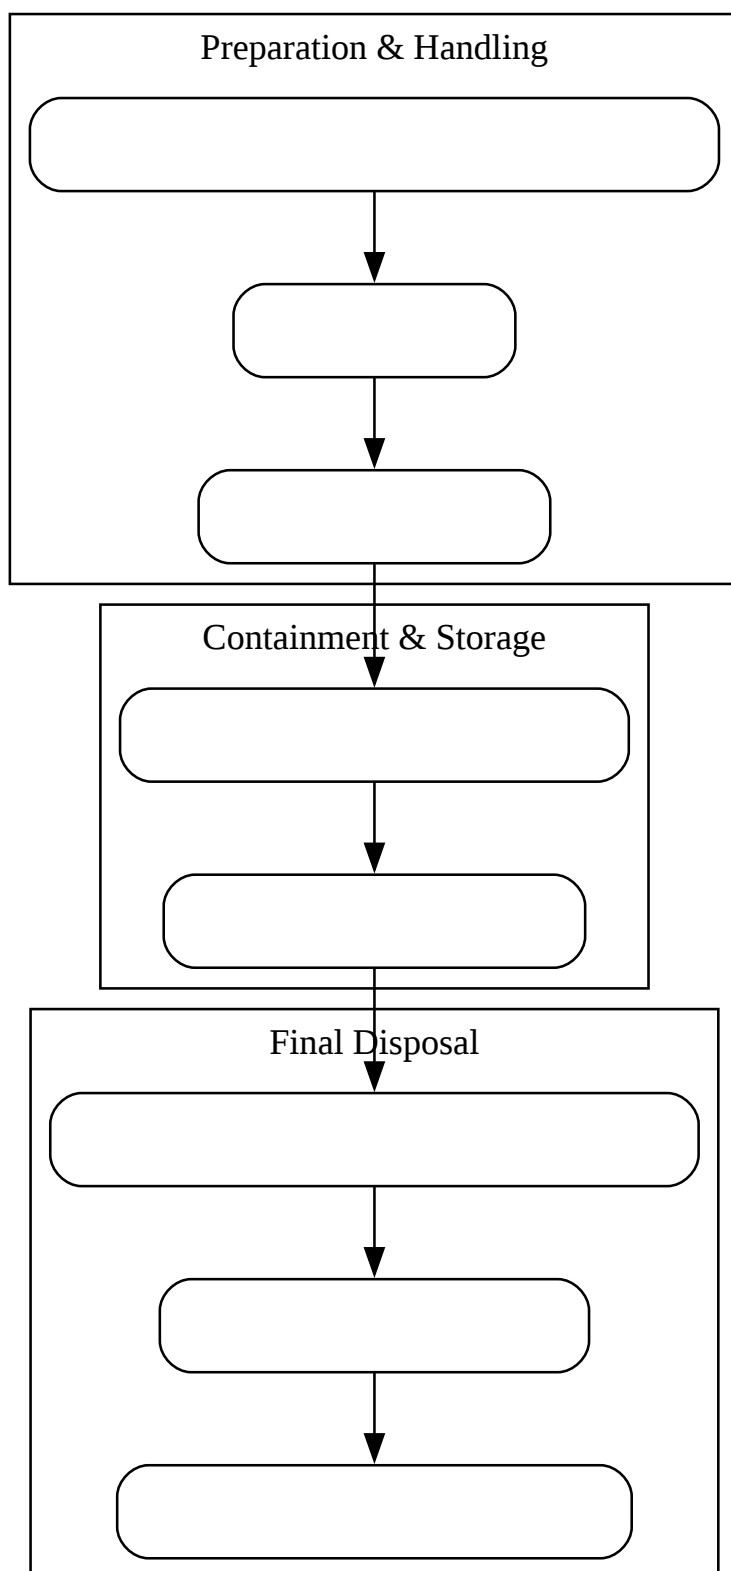 Preparation & Handling
Containment & Storage
Final Disposal